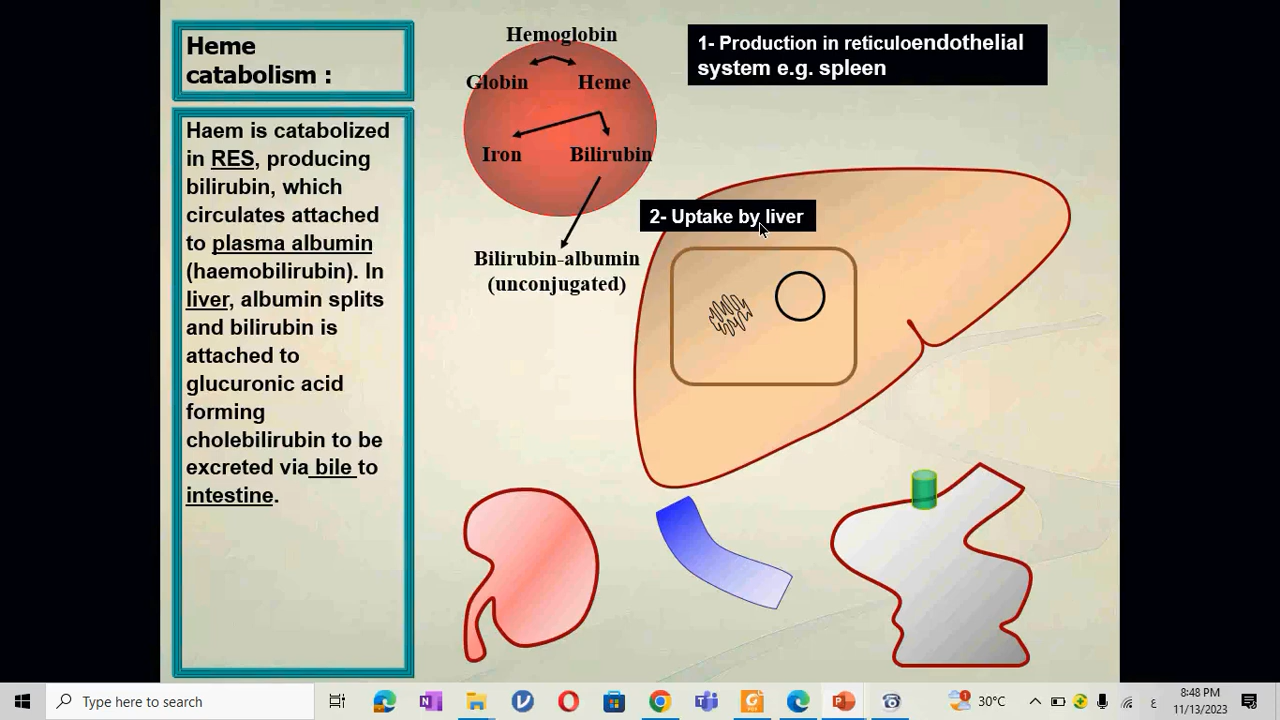 Heme
catabolism :
Haem is catabolized
in RES, producing
bilirubin, which
circulates attached
to plasma albumin
(haemobilirubin). In
liver, albumin splits
and bilirubin is
attached to
glucuronic acid
forming
cholebilirubin to be
excreted via bile to
intestine.
Hemoglobin
Globin
Heme
Iron
Bilirubin
Bilirubin-albumin
(unconjugated)
1- Production in reticuloendothelial
system e.g. spleen
2- Uptake by liver
Type here to search
30°C
ع
8:48 PM
11/13/2023